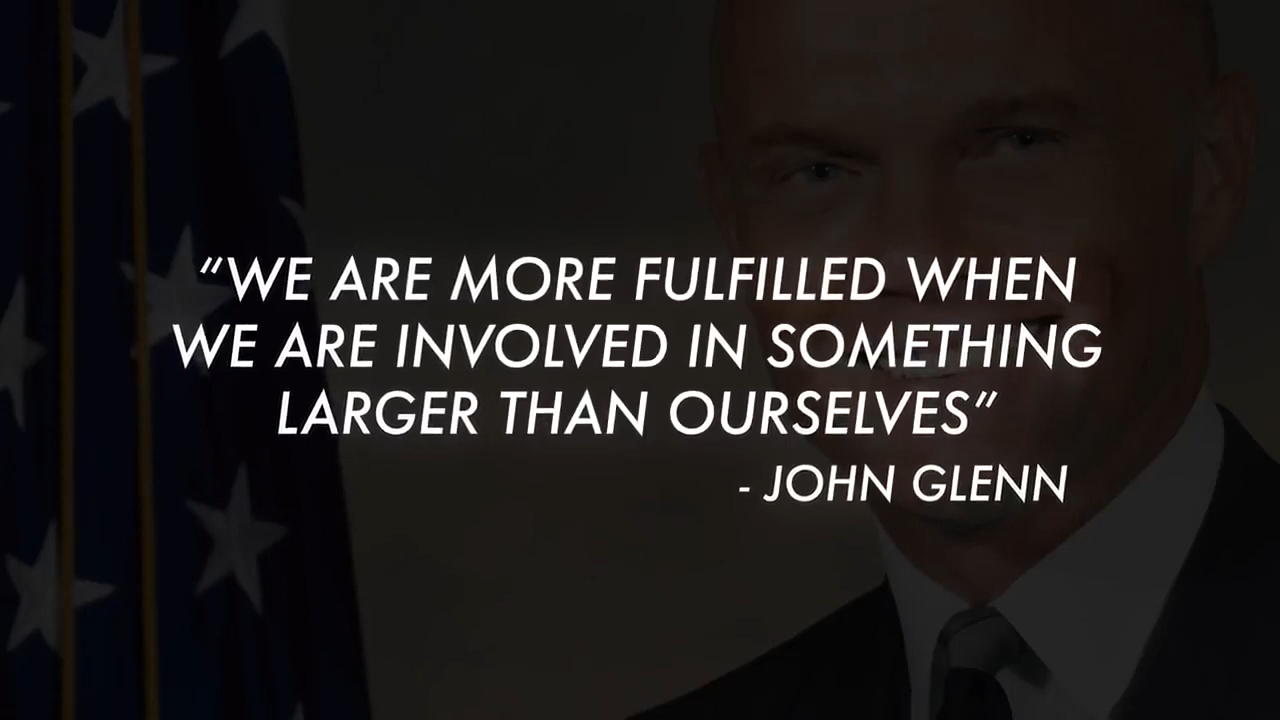 “WE ARE MORE FULFILLED WHEN
WE ARE INVOLVED IN SOMETHING
LARGER THAN OURSELVES”
- JOHN GLENN